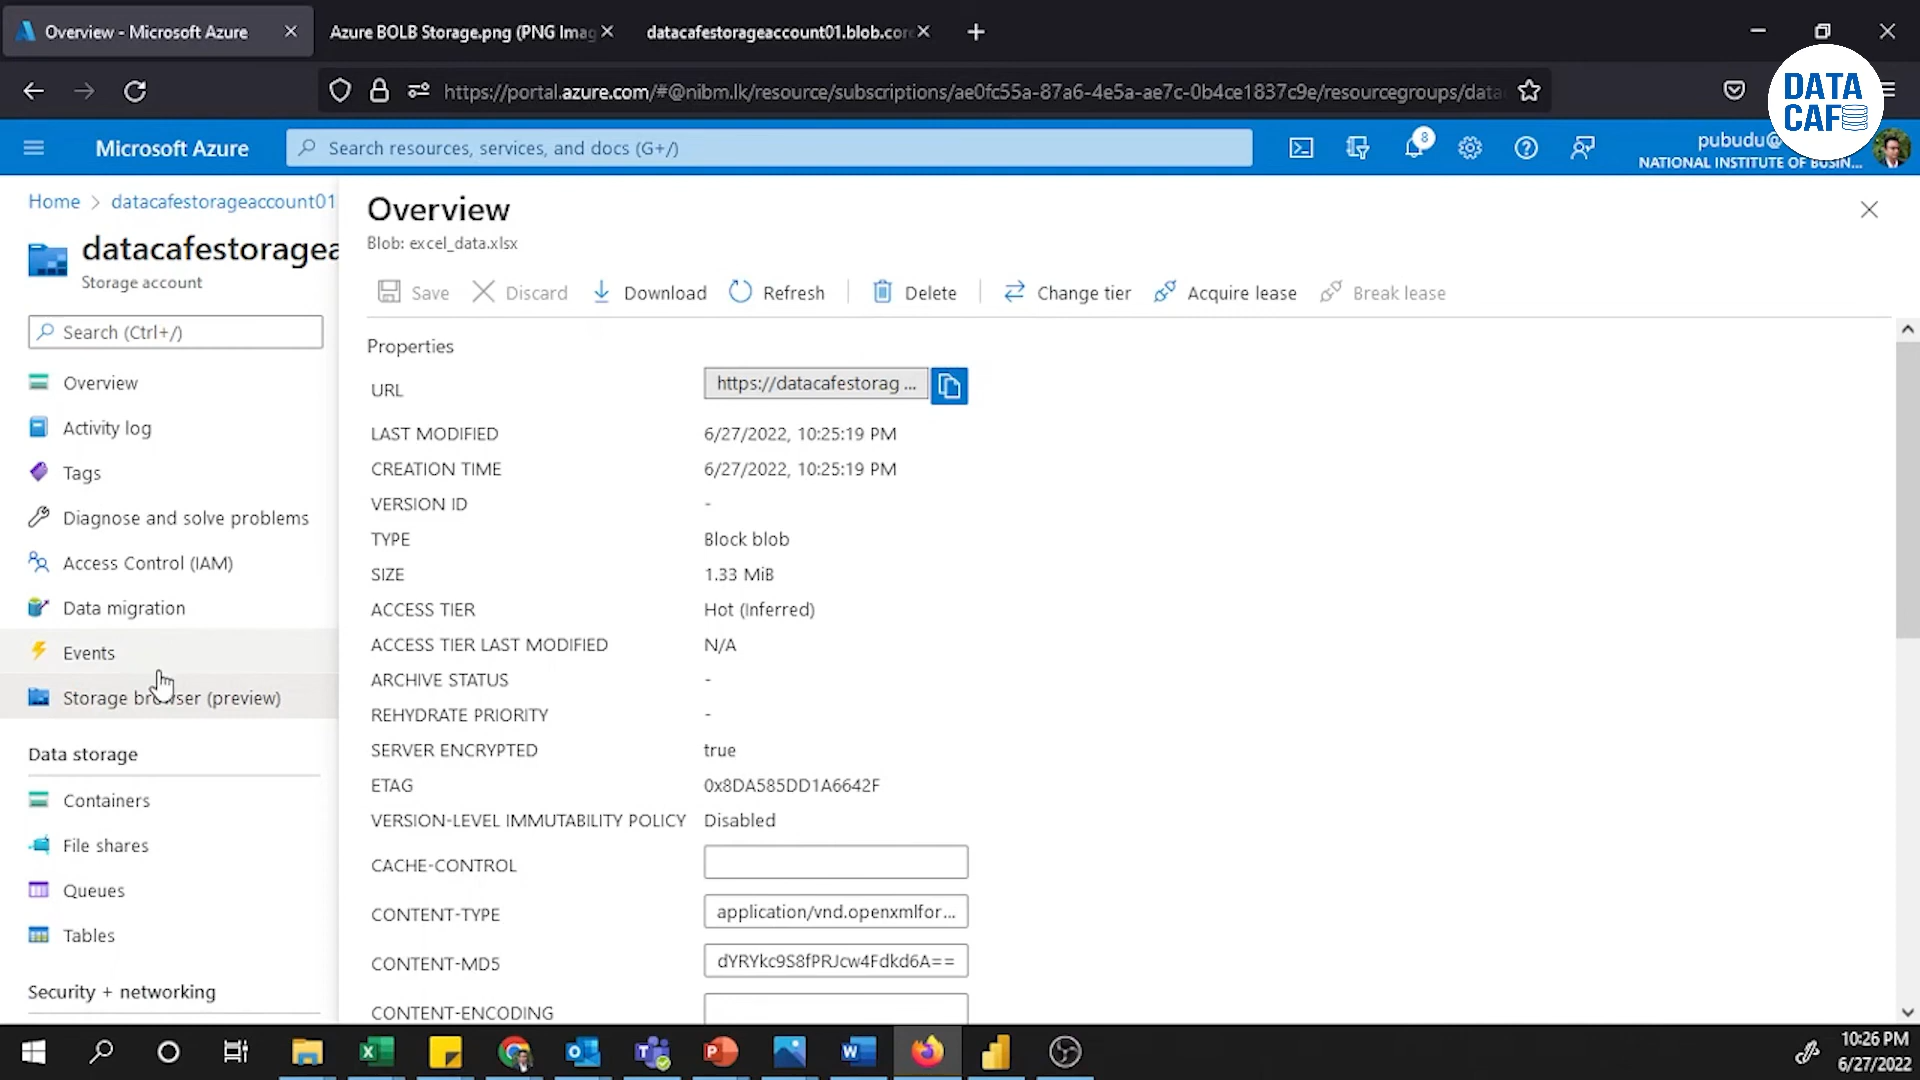 Overview - Microsoft Azure
Azure BOLB Storage.png (PNG Imag
datacafestorageaccount01.blob.cor
https://portal.azure.com/#@nibm.lk/resource/subscriptions/ae0fc55a-87a6-4e5a-ae7c-0b4ce1837c9e/resourcegroups/data
DATA
CAF
Microsoft Azure
Search resources, services, and docs (G+/)
8
pubudu@
NATIONAL INSTITUTE OF BUSIN...
Home > datacafestorageaccount01
datacafestoragea
Storage account
Search (Ctrl+/)
Overview
Activity log
Tags
Diagnose and solve problems
Access Control (IAM)
Data migration
Events
Storage browser (preview)
Data storage
Containers
File shares
Queues
Tables
Security + networking
Overview
Blob: excel_data.xlsx
Save Discard Download Refresh Delete Change tier Acquire lease Break lease
Properties
URL https://datacafestorag ...
LAST MODIFIED 6/27/2022, 10:25:19 PM
CREATION TIME 6/27/2022, 10:25:19 PM
VERSION ID -
TYPE Block blob
SIZE 1.33 MiB
ACCESS TIER Hot (Inferred)
ACCESS TIER LAST MODIFIED N/A
ARCHIVE STATUS -
REHYDRATE PRIORITY -
SERVER ENCRYPTED true
ETAG 0x8DA585DD1A6642F
VERSION-LEVEL IMMUTABILITY POLICY Disabled
CACHE-CONTROL
CONTENT-TYPE application/vnd.openxmlfor...
CONTENT-MD5 dYRYkc9S8fPRJcw4Fdkd6A==
CONTENT-ENCODING
10:26 PM
6/27/2022